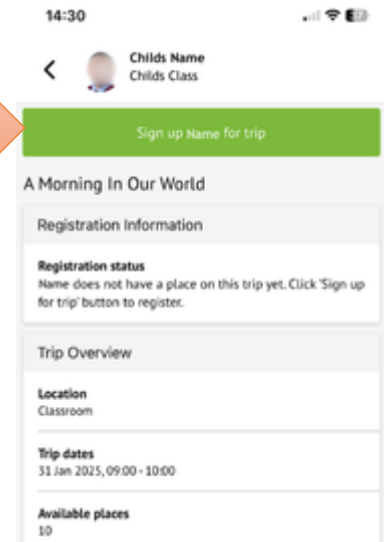 14:30
Childs Name
Childs Class
Sign up Name for trip
A Morning In Our World
Registration Information
Registration status
Name does not have a place on this trip yet. Click 'Sign up
for trip' button to register.
Trip Overview
Location
Classroom
Trip dates
31 Jan 2025, 09:00 - 10:00
Available places
10